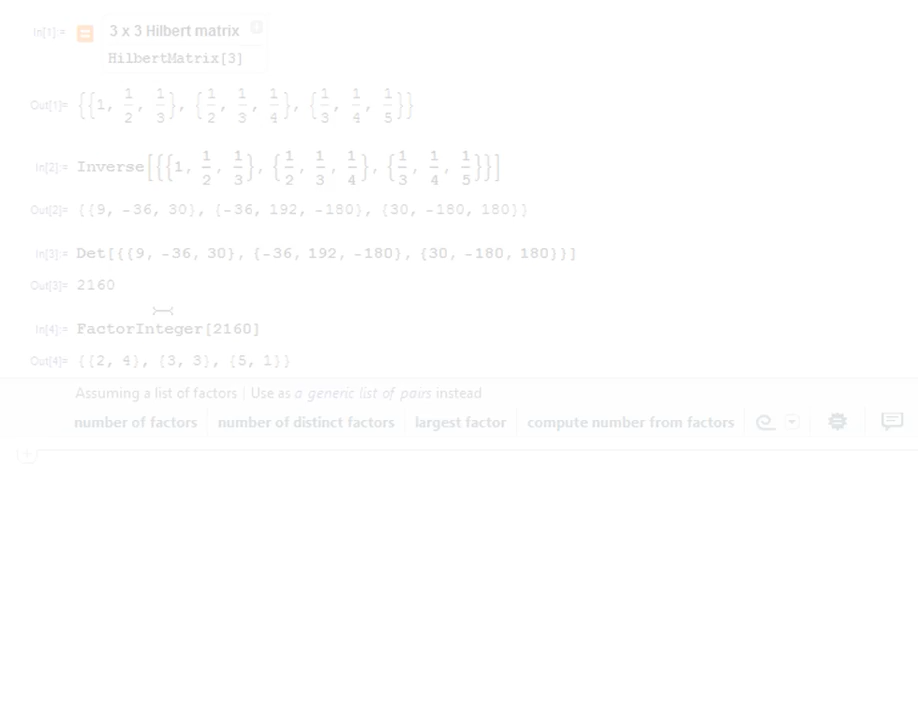 In[1]:= 3 x 3 Hilbert matrix
HilbertMatrix[3]
Out[1]= {{1, 1/2, 1/3}, {1/2, 1/3, 1/4}, {1/3, 1/4, 1/5}}
In[2]:= Inverse[{{1, 1/2, 1/3}, {1/2, 1/3, 1/4}, {1/3, 1/4, 1/5}}]
Out[2]= {{9, -36, 30}, {-36, 192, -180}, {30, -180, 180}}
In[3]:= Det[{{9, -36, 30}, {-36, 192, -180}, {30, -180, 180}}]
Out[3]= 2160
In[4]:= FactorInteger[2160]
Out[4]= {{2, 4}, {3, 3}, {5, 1}}
Assuming a list of factors | Use as a generic list of pairs instead
number of factors number of distinct factors largest factor compute number from factors